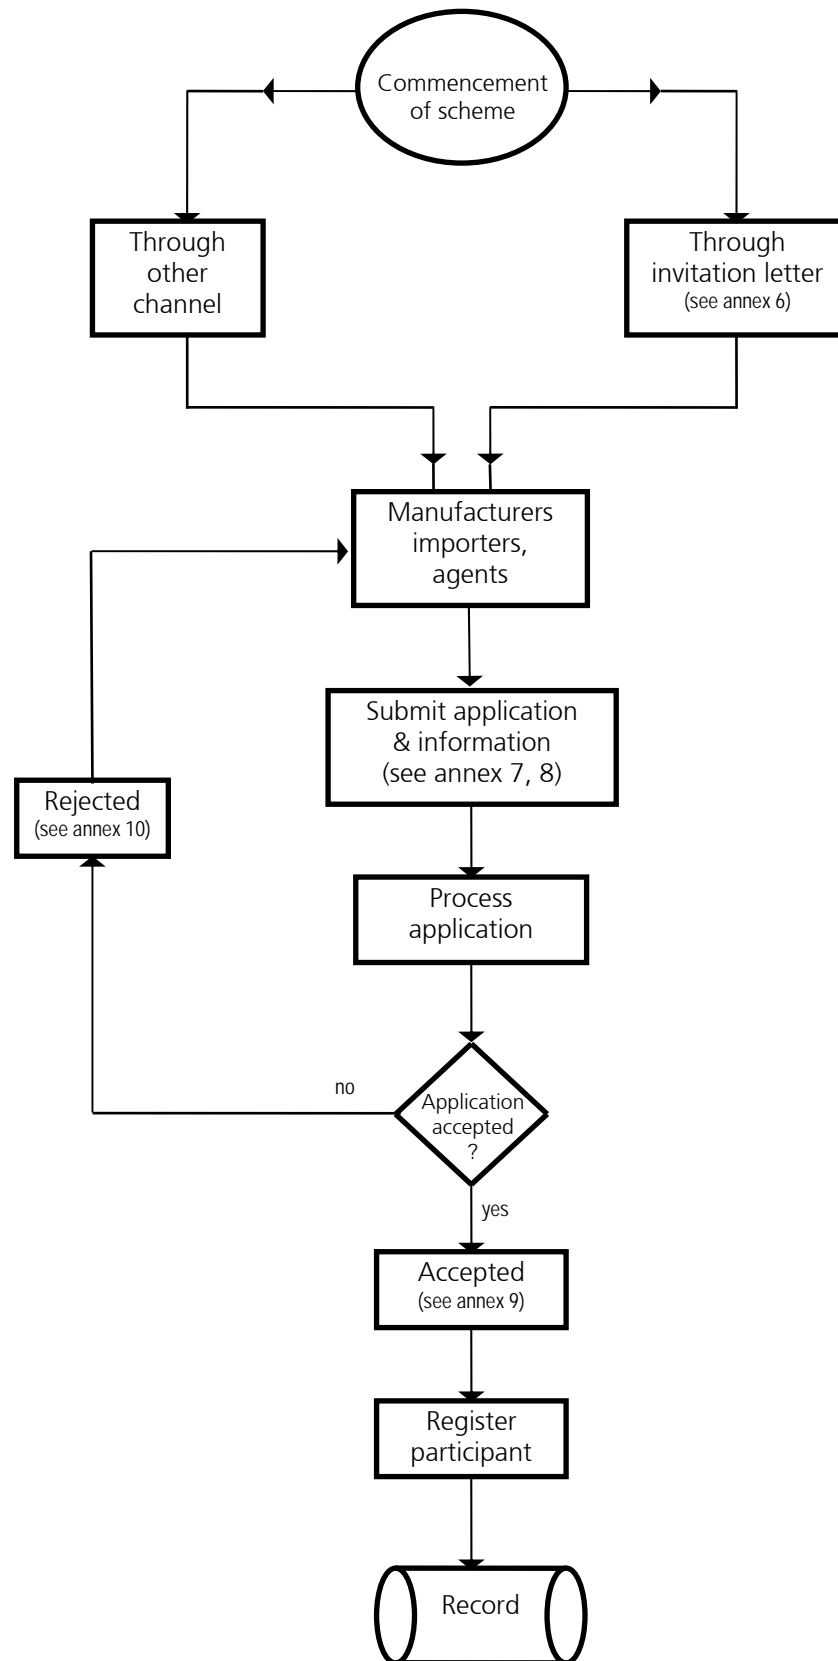 Commencement
of scheme
Through
other
channel
Through
invitation letter
(see annex 6)
Manufacturers
importers,
agents
Submit application
& information
(see annex 7, 8)
Rejected
(see annex 10)
Process
application
no
Application
accepted
?
yes
Accepted
(see annex 9)
Register
participant
Record